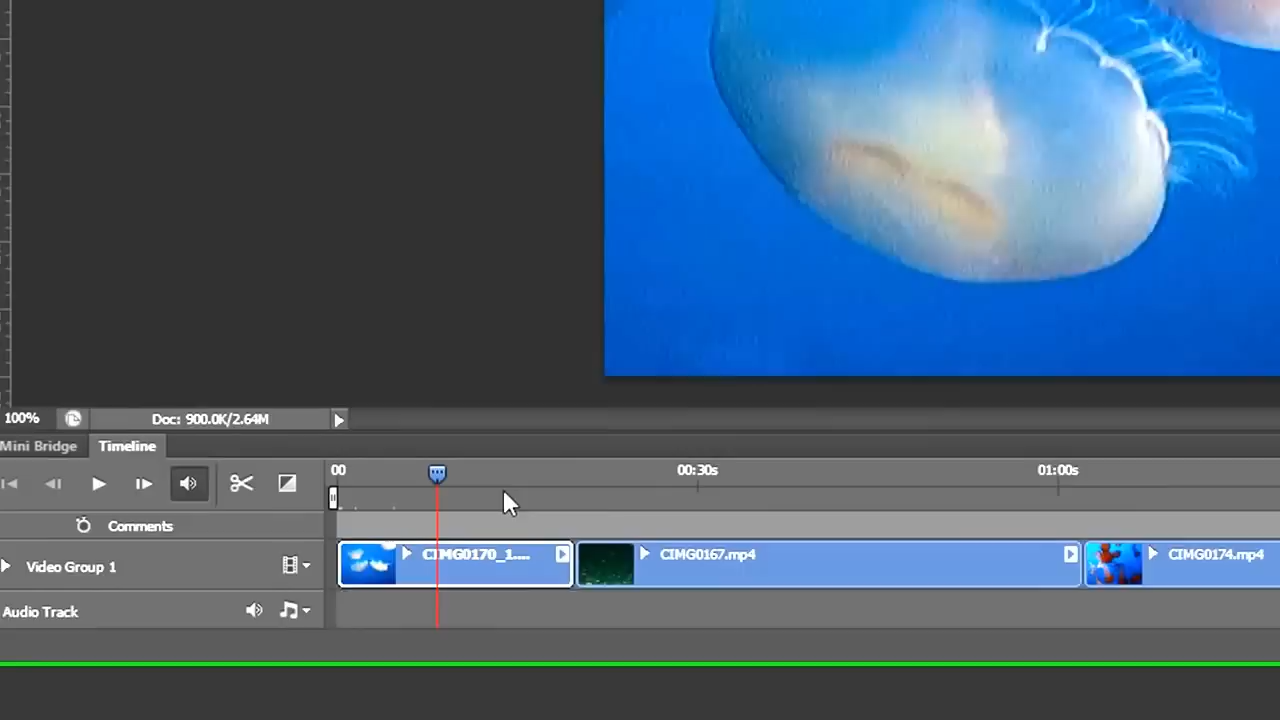 100%
Doc: 900.0K/2.64M
Mini Bridge
Timeline
00
00:30s
01:00s
Comments
Video Group 1
CIMG0170_1....
CIMG0167.mp4
CIMG0174.mp4
Audio Track